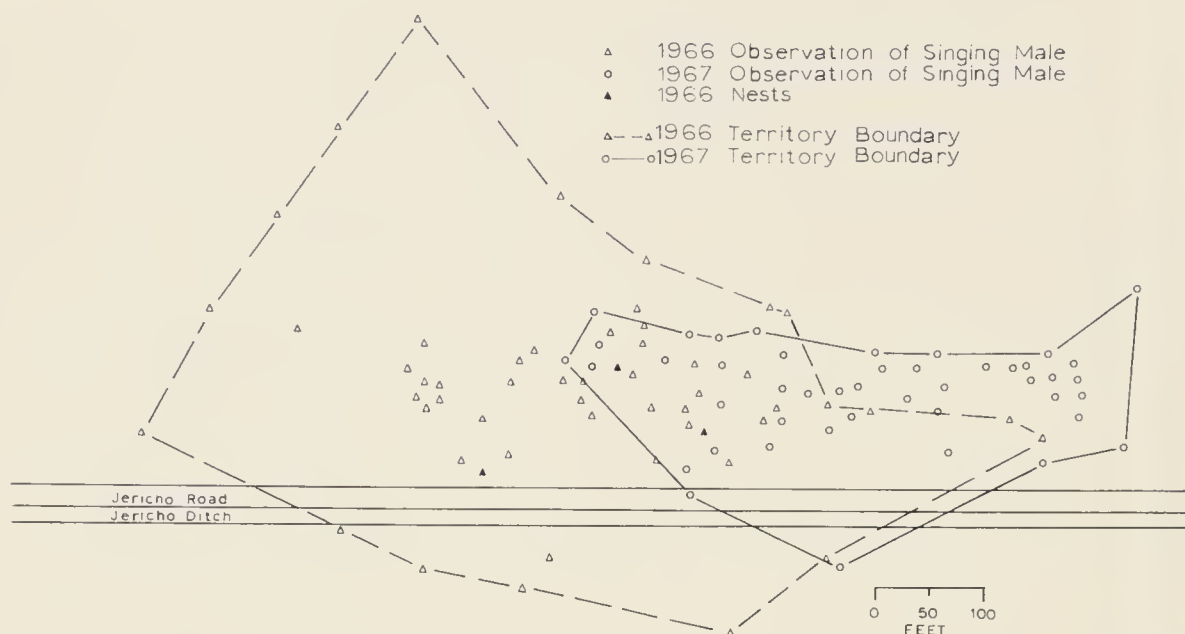 1966 Observation of Singing Male
1967 Observation of Singing Male
1966 Nests
1966 Territory Boundary
1967 Territory Boundary
Jericho Road
Jericho Ditch
0 50 100
FEET